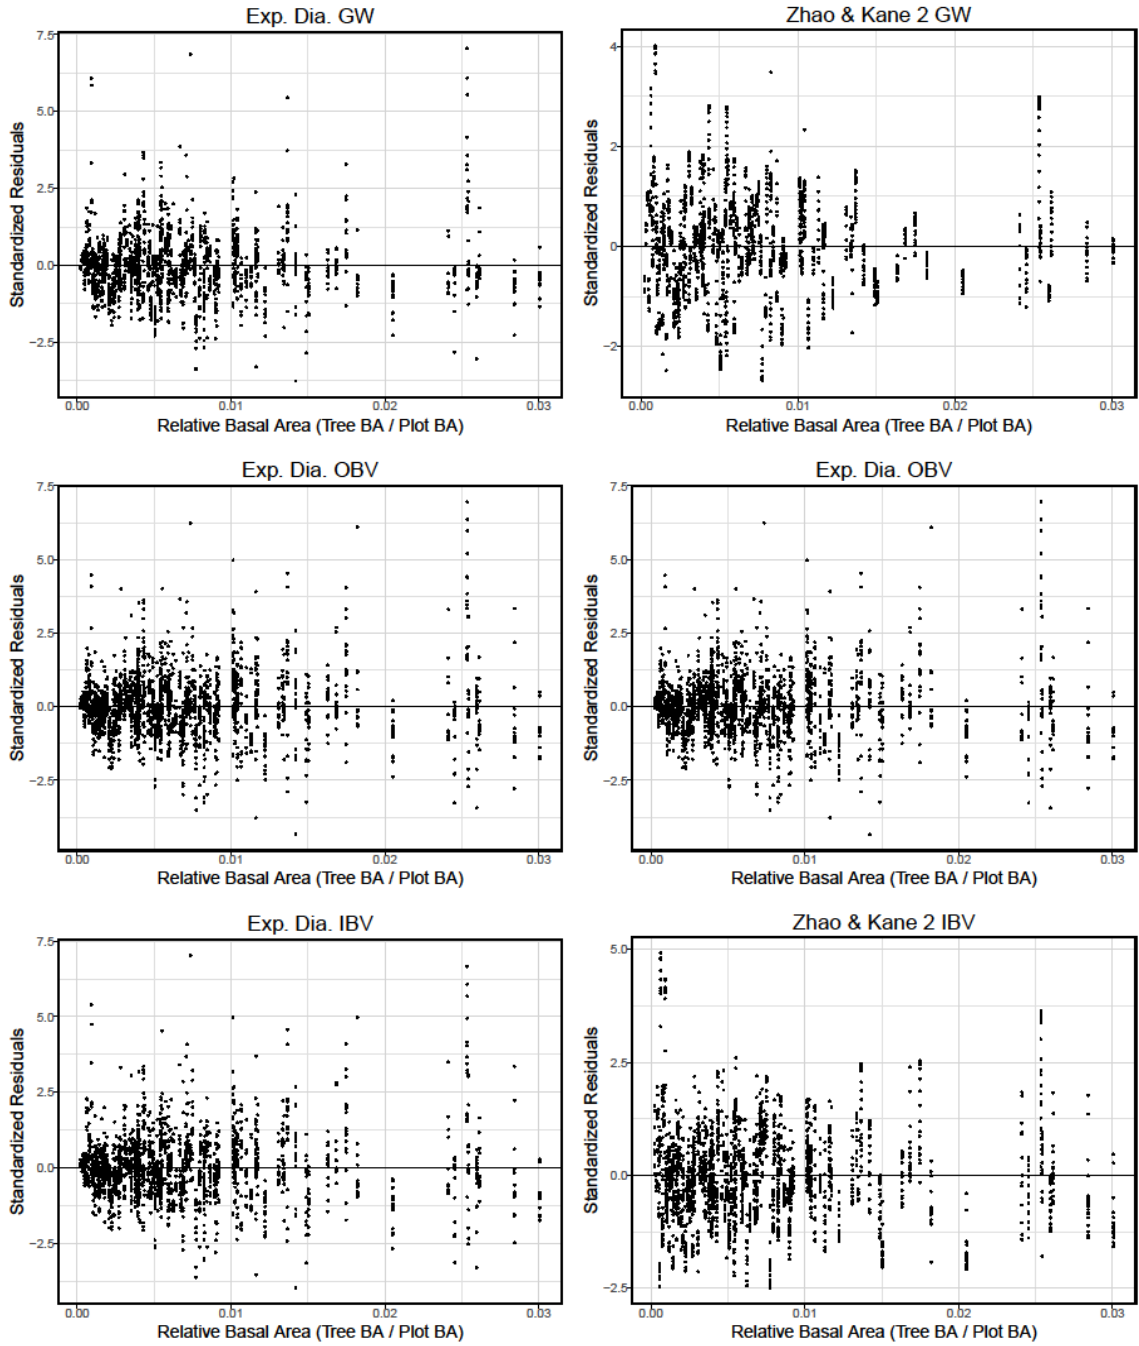 Exp. Dia. GW
7.5
5.0
2.5
0.0
−2.5
Standardized Residuals
0.00 0.01 0.02 0.03
Relative Basal Area (Tree BA / Plot BA)
Zhao & Kane 2 GW
4
2
0
−2
Standardized Residuals
0.00 0.01 0.02 0.03
Relative Basal Area (Tree BA / Plot BA)
Exp. Dia. OBV
7.5
5.0
2.5
0.0
−2.5
Standardized Residuals
0.00 0.01 0.02 0.03
Relative Basal Area (Tree BA / Plot BA)
Exp. Dia. OBV
7.5
5.0
2.5
0.0
−2.5
Standardized Residuals
0.00 0.01 0.02 0.03
Relative Basal Area (Tree BA / Plot BA)
Exp. Dia. IBV
7.5
5.0
2.5
0.0
−2.5
Standardized Residuals
0.00 0.01 0.02 0.03
Relative Basal Area (Tree BA / Plot BA)
Zhao & Kane 2 IBV
5.0
2.5
0.0
−2.5
Standardized Residuals
0.00 0.01 0.02 0.03
Relative Basal Area (Tree BA / Plot BA)